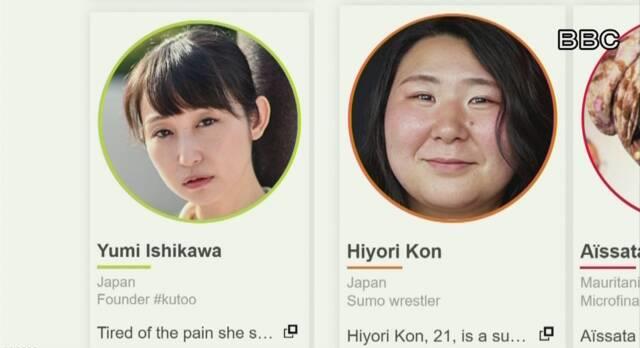 BBC
Yumi Ishikawa
Japan
Founder #kutoo
Tired of the pain she s...
Hiyori Kon
Japan
Sumo wrestler
Hiyori Kon, 21, is a su...
Aïssata
Mauritani
Microfina
Aïssata